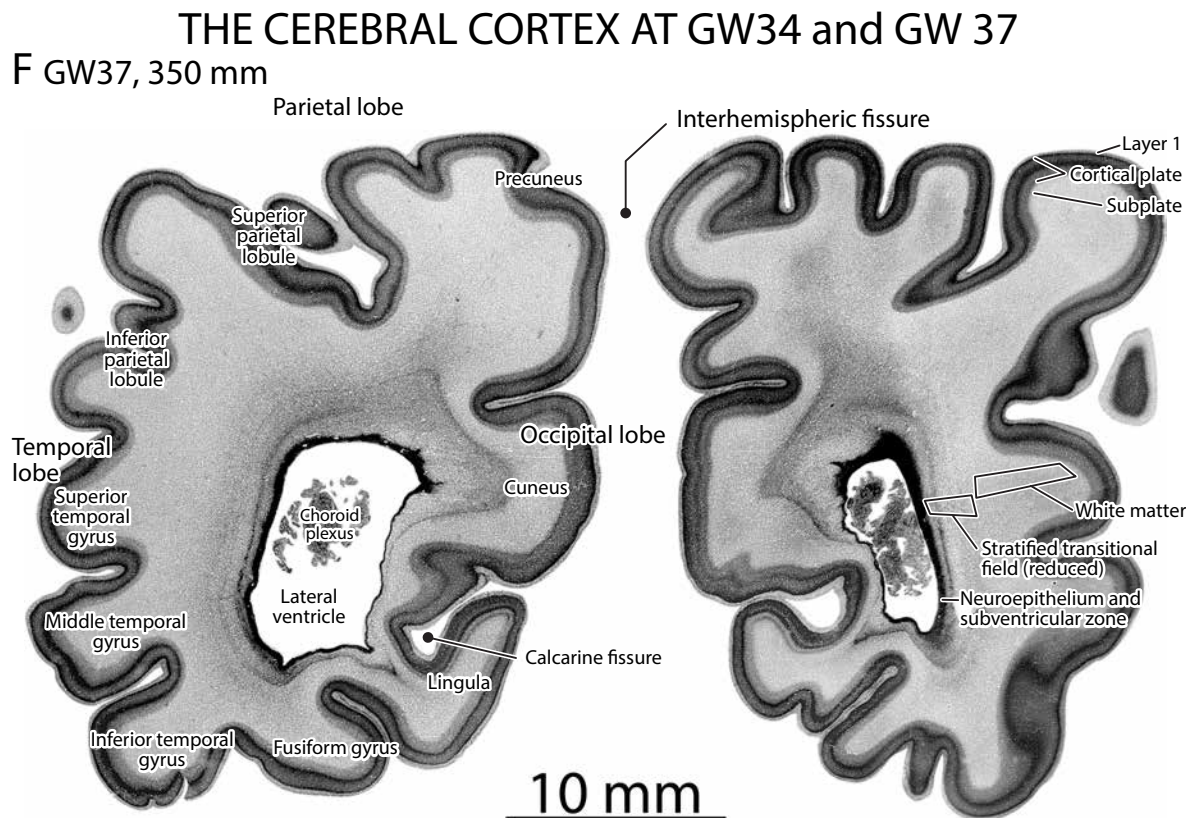 THE CEREBRAL CORTEX AT GW34 and GW 37
F GW37, 350 mm
Parietal lobe
Interhemispheric fissure
Layer 1
Cortical plate
Subplate
Precuneus
Superior
parietal
lobule
Inferior
parietal
lobule
Temporal
lobe
Occipital lobe
Superior
temporal
gyrus
Cuneus
Choroid
plexus
White matter
Stratified transitional
field (reduced)
Lateral
ventricle
Neuroepithelium and
subventricular zone
Middle temporal
gyrus
Calcarine fissure
Lingula
Inferior temporal
gyrus
Fusiform gyrus
10 mm